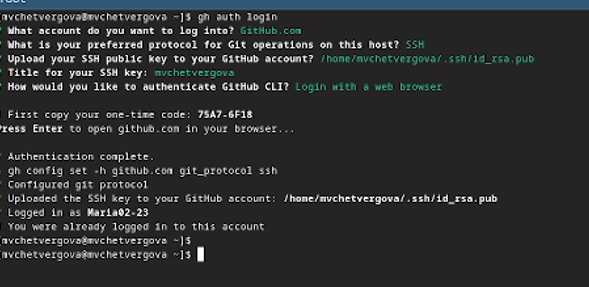 [mvchetvergova@mvchetvergova ~]$ gh auth login
What account do you want to log into? GitHub.com
What is your preferred protocol for Git operations on this host? SSH
Upload your SSH public key to your GitHub account? /home/mvchetvergova/.ssh/id_rsa.pub
Title for your SSH key: mvchetvergova
How would you like to authenticate GitHub CLI? Login with a web browser
First copy your one-time code: 75A7-6F18
Press Enter to open github.com in your browser...
Authentication complete.
gh config set -h github.com git_protocol ssh
Configured git protocol
Uploaded the SSH key to your GitHub account: /home/mvchetvergova/.ssh/id_rsa.pub
Logged in as Maria02-23
You were already logged in to this account
[mvchetvergova@mvchetvergova ~]$
[mvchetvergova@mvchetvergova ~]$